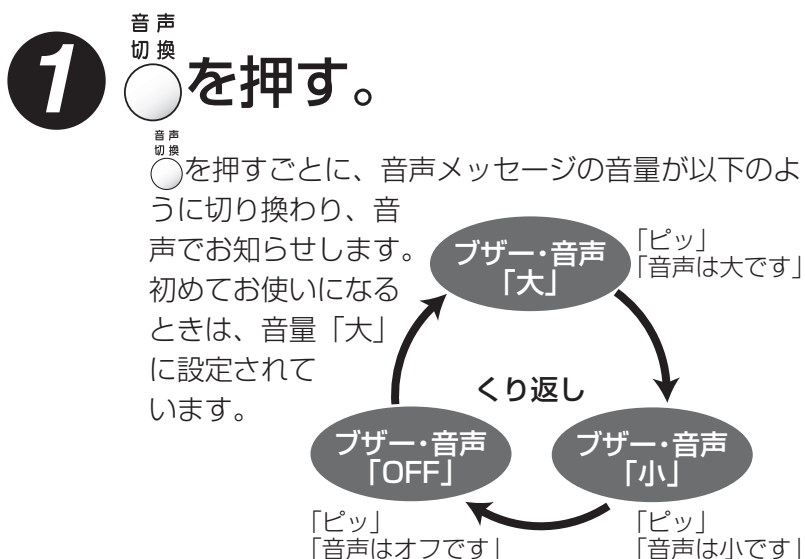 音声
切換
1 を押す。
音声
切換
を押すごとに、音声メッセージの音量が以下のよ
うに切り換わり、音
声でお知らせします。
初めてお使いになる
ときは、音量「大」
に設定されて
います。
ブザー・音声
「大」
「ピッ」
「音声は大です」
くり返し
ブザー・音声
「小」
「ピッ」
「音声は小です」
ブザー・音声
「OFF」
「ピッ」
「音声はオフです」